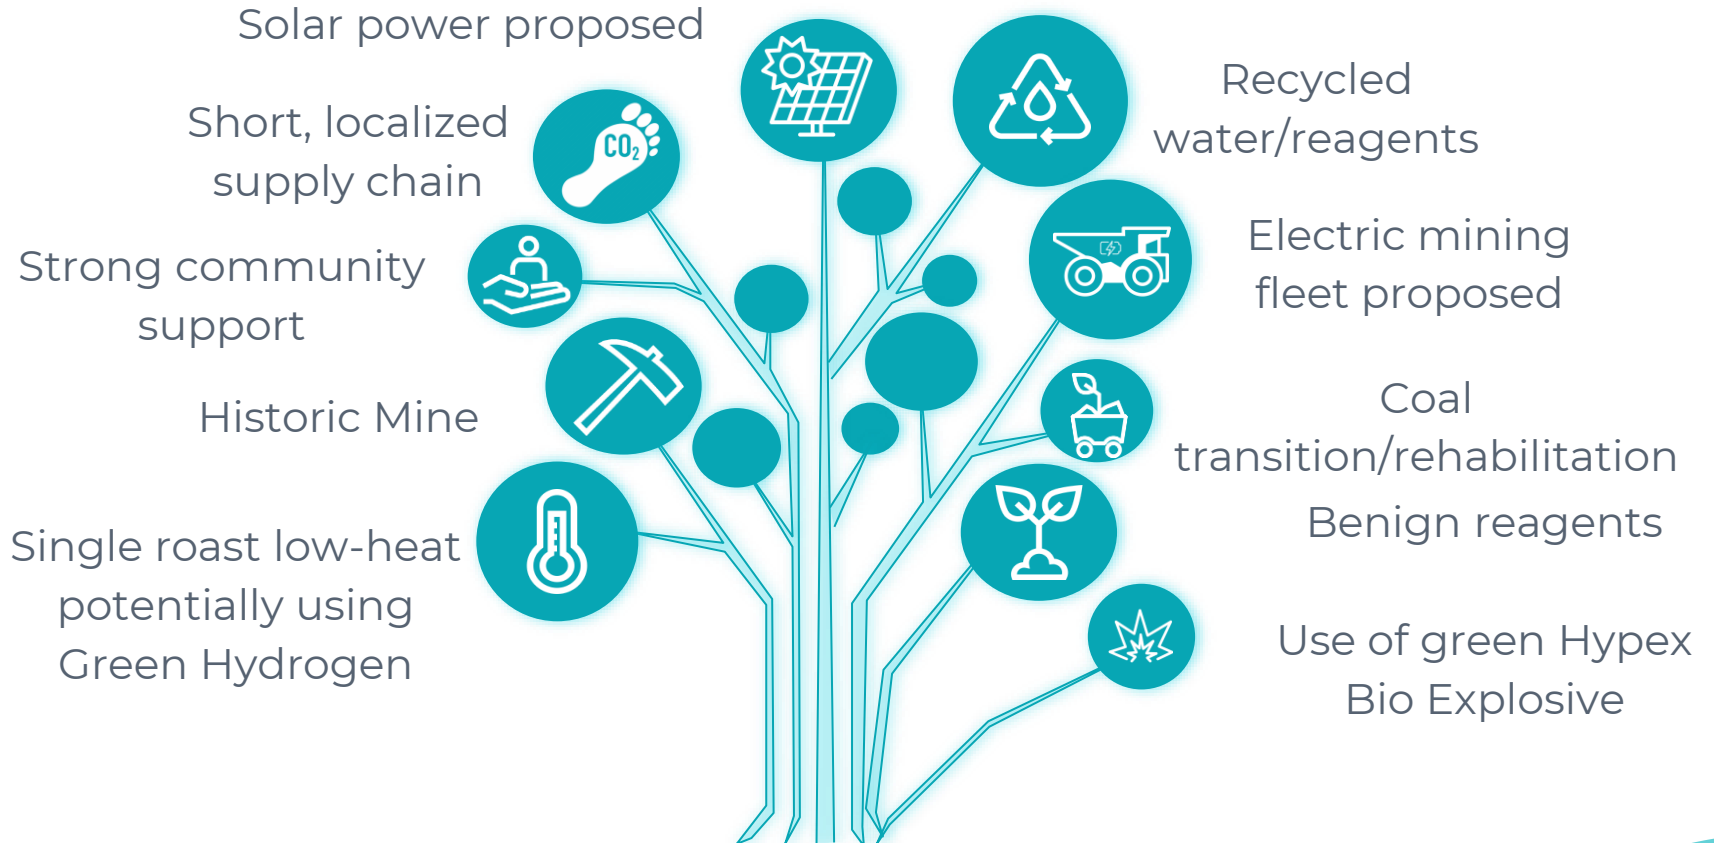 Solar power proposed
Short, localized
supply chain
CO₂
Strong community
support
Historic Mine
Single roast low-heat
potentially using
Green Hydrogen
Recycled
water/reagents
Electric mining
fleet proposed
Coal
transition/rehabilitation
Benign reagents
Use of green Hypex
Bio Explosive